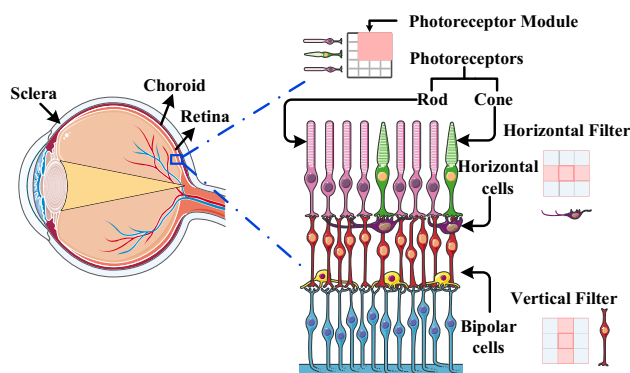 Photoreceptor Module
Photoreceptors
Rod
Cone
Sclera
Choroid
Retina
Horizontal Filter
Horizontal
cells
Vertical Filter
Bipolar
cells